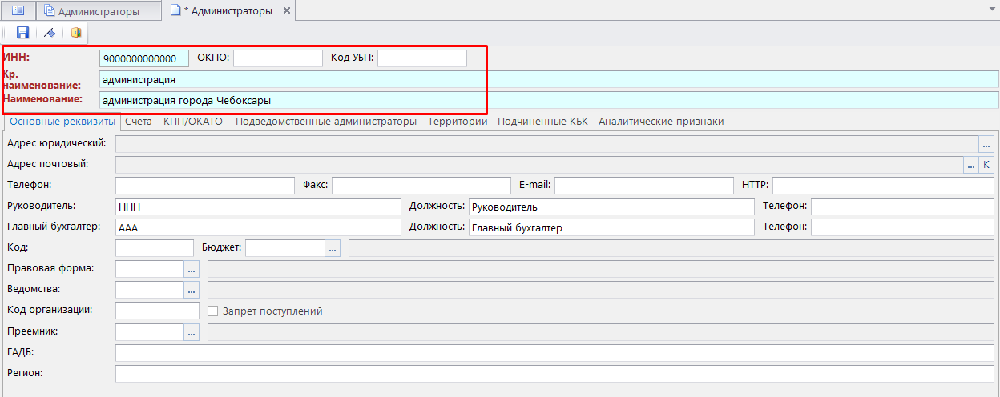 Администраторы
* Администраторы
ИНН: 9000000000000 ОКПО: Код УБП:
Кр. наименование: администрация
Наименование: администрация города Чебоксары
Основные реквизиты Счета КПП/ОКАТО Подведомственные администраторы Территории Подчиненные КБК Аналитические признаки
Адрес юридический: ...
Адрес почтовый: ... К
Телефон: Факс: E-mail: HTTP:
Руководитель: ННН Должность: Руководитель Телефон:
Главный бухгалтер: ААА Должность: Главный бухгалтер Телефон:
Код: Бюджет: ...
Правовая форма: ...
Ведомства: ...
Код организации: Запрет поступлений
Преемник: ...
ГАДБ:
Регион: